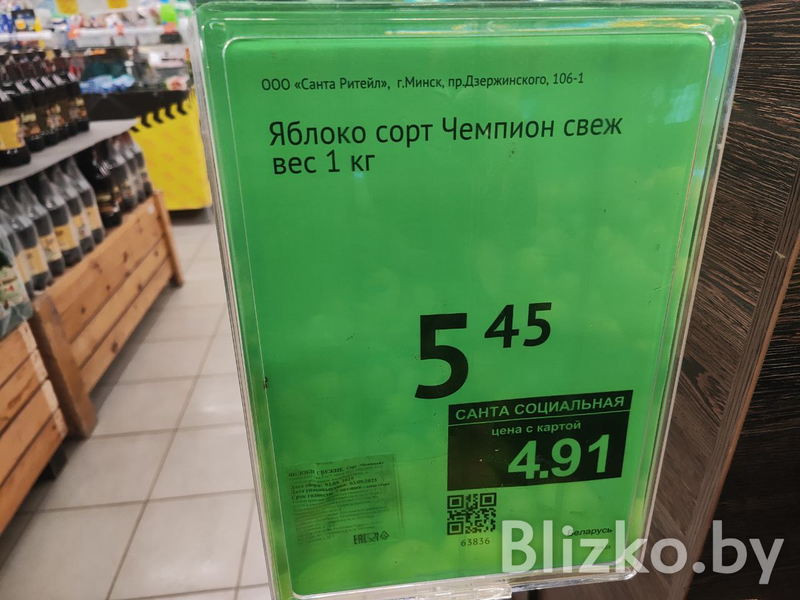 ООО «Санта Ритейл», г.Минск, пр.Дзержинского, 106-1
Яблоко сорт Чемпион свеж
вес 1 кг
5 45
САНТА СОЦИАЛЬНАЯ
цена с картой
4.91
63836
Беларусь
Blizko.by